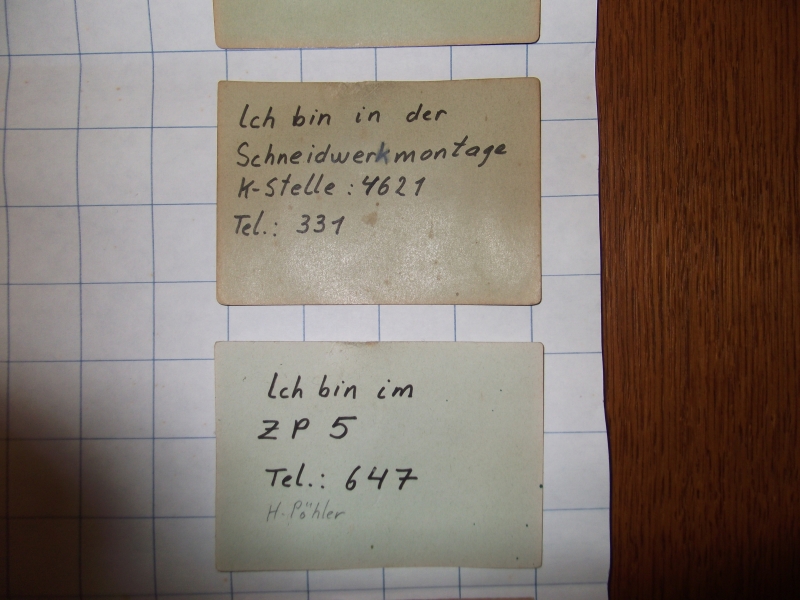 Ich bin in der
Schneidwerkmontage
K-Stelle: 4621
Tel.: 331
Ich bin im
ZP 5
Tel.: 647
H. Pöhler